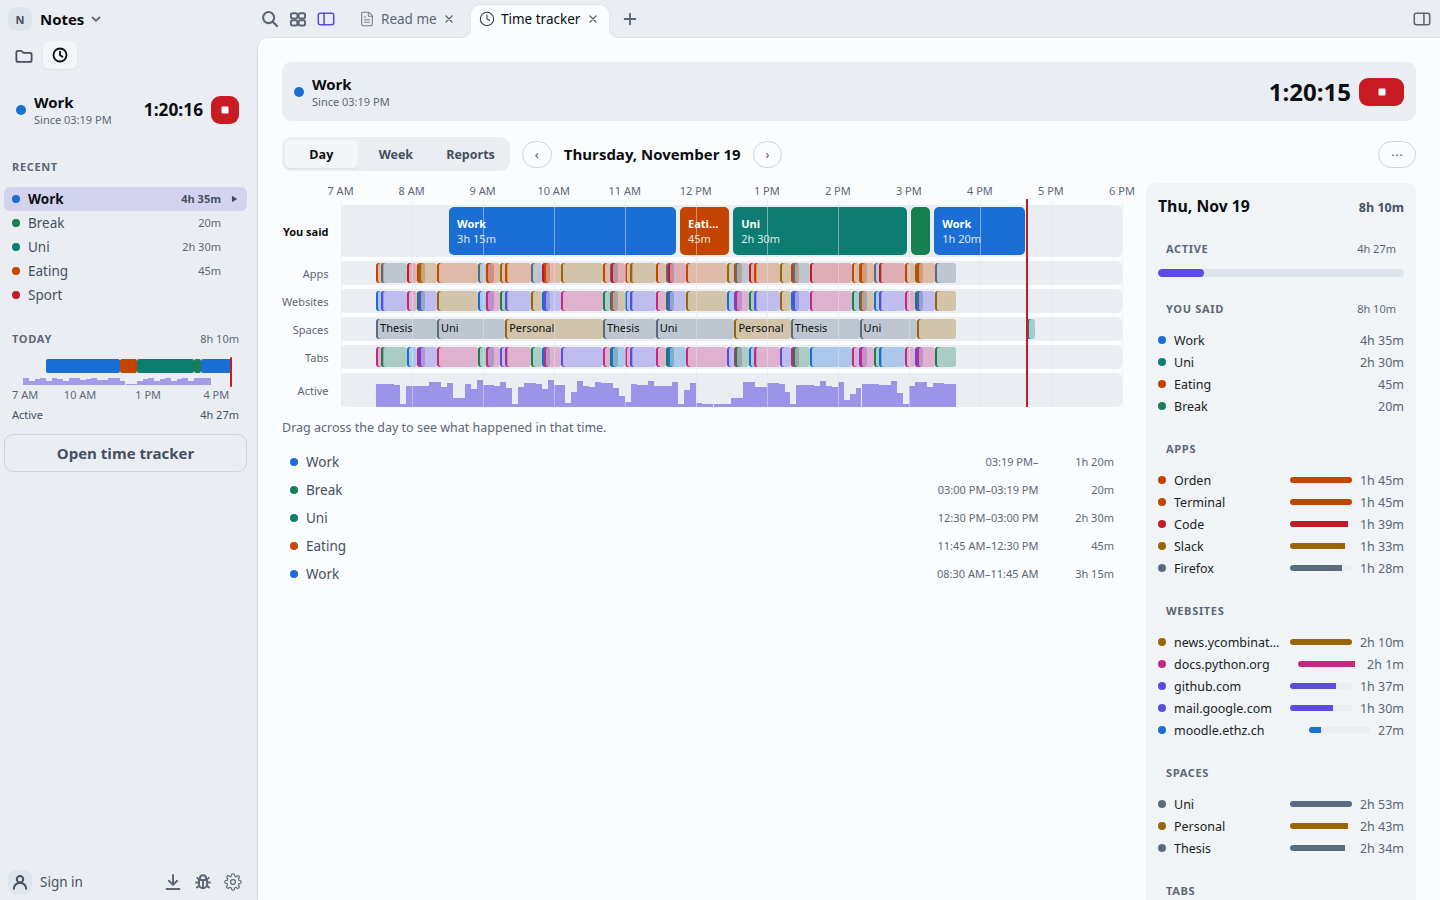 N Notes
Read me
Time tracker
Work
Since 03:19 PM
1:20:16
RECENT
Work 4h 35m
Break 20m
Uni 2h 30m
Eating 45m
Sport
TODAY 8h 10m
7 AM 10 AM 1 PM 4 PM
Active 4h 27m
Open time tracker
Sign in
Work
Since 03:19 PM
1:20:15
Day Week Reports
‹ Thursday, November 19 ›
...
7 AM 8 AM 9 AM 10 AM 11 AM 12 PM 1 PM 2 PM 3 PM 4 PM 5 PM 6 PM
You said
Work
3h 15m
Eati...
45m
Uni
2h 30m
Work
1h 20m
Apps
Websites
Spaces Thesis Uni Personal Thesis Uni Personal Thesis Uni
Tabs
Active
Drag across the day to see what happened in that time.
Work 03:19 PM– 1h 20m
Break 03:00 PM–03:19 PM 20m
Uni 12:30 PM–03:00 PM 2h 30m
Eating 11:45 AM–12:30 PM 45m
Work 08:30 AM–11:45 AM 3h 15m
Thu, Nov 19 8h 10m
ACTIVE 4h 27m
YOU SAID 8h 10m
Work 4h 35m
Uni 2h 30m
Eating 45m
Break 20m
APPS
Orden 1h 45m
Terminal 1h 45m
Code 1h 39m
Slack 1h 33m
Firefox 1h 28m
WEBSITES
news.ycombinat... 2h 10m
docs.python.org 2h 1m
github.com 1h 37m
mail.google.com 1h 30m
moodle.ethz.ch 27m
SPACES
Uni 2h 53m
Personal 2h 43m
Thesis 2h 34m
TABS